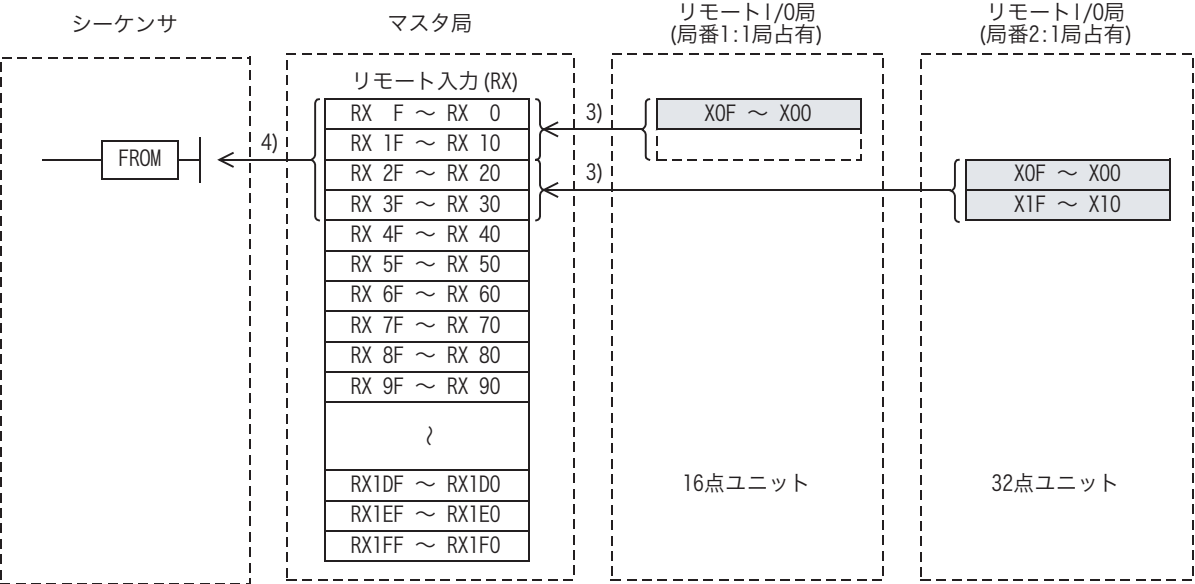 シーケンサ
マスタ局
リモートI/O局
(局番1:1局占有)
リモートI/O局
(局番2:1局占有)
リモート入力(RX)
RX F ～ RX 0
RX 1F ～ RX 10
RX 2F ～ RX 20
RX 3F ～ RX 30
RX 4F ～ RX 40
RX 5F ～ RX 50
RX 6F ～ RX 60
RX 7F ～ RX 70
RX 8F ～ RX 80
RX 9F ～ RX 90
～
RX1DF ～ RX1D0
RX1EF ～ RX1E0
RX1FF ～ RX1F0
FROM
4)
3)
3)
X0F ～ X00
16点ユニット
X0F ～ X00
X1F ～ X10
32点ユニット